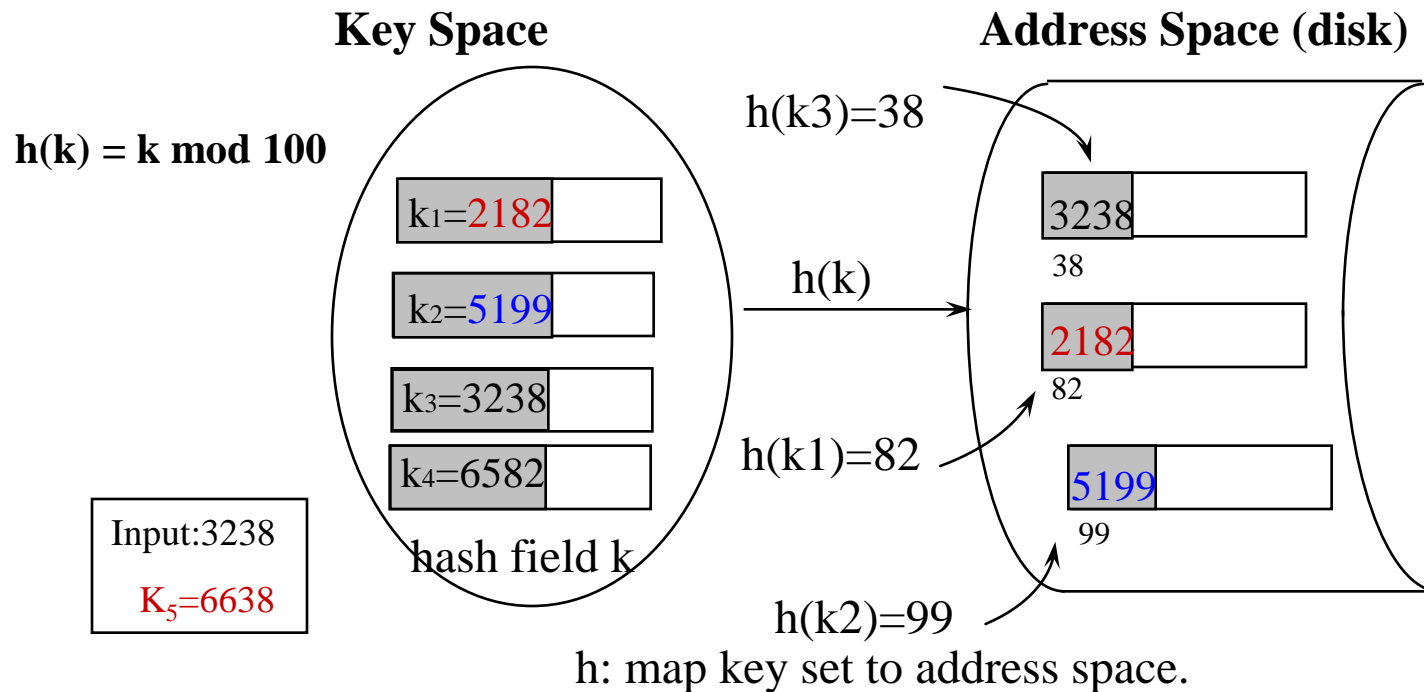 Key Space
Address Space (disk)
h(k3)=38
h(k) = k mod 100
k1=2182
k2=5199
k3=3238
k4=6582
hash field k
Input:3238
K5=6638
h(k)
3238
38
2182
82
h(k1)=82
5199
99
h(k2)=99
h: map key set to address space.